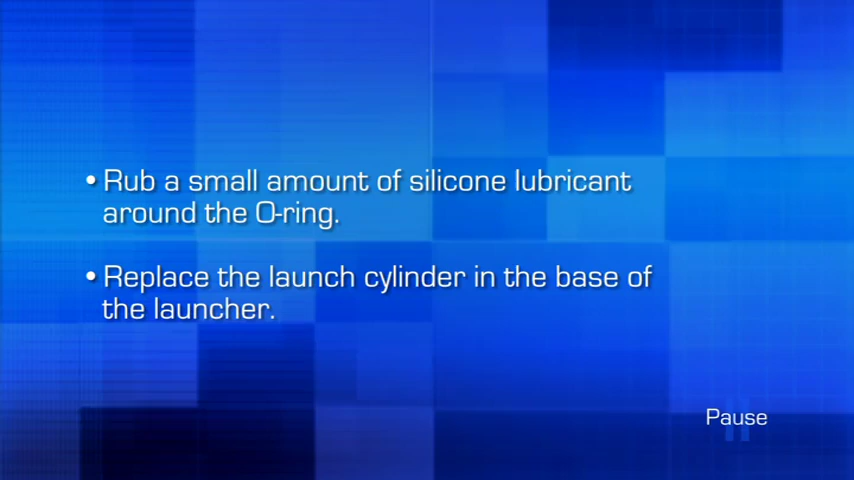 • Rub a small amount of silicone lubricant
around the O-ring.
• Replace the launch cylinder in the base of
the launcher.
Pause